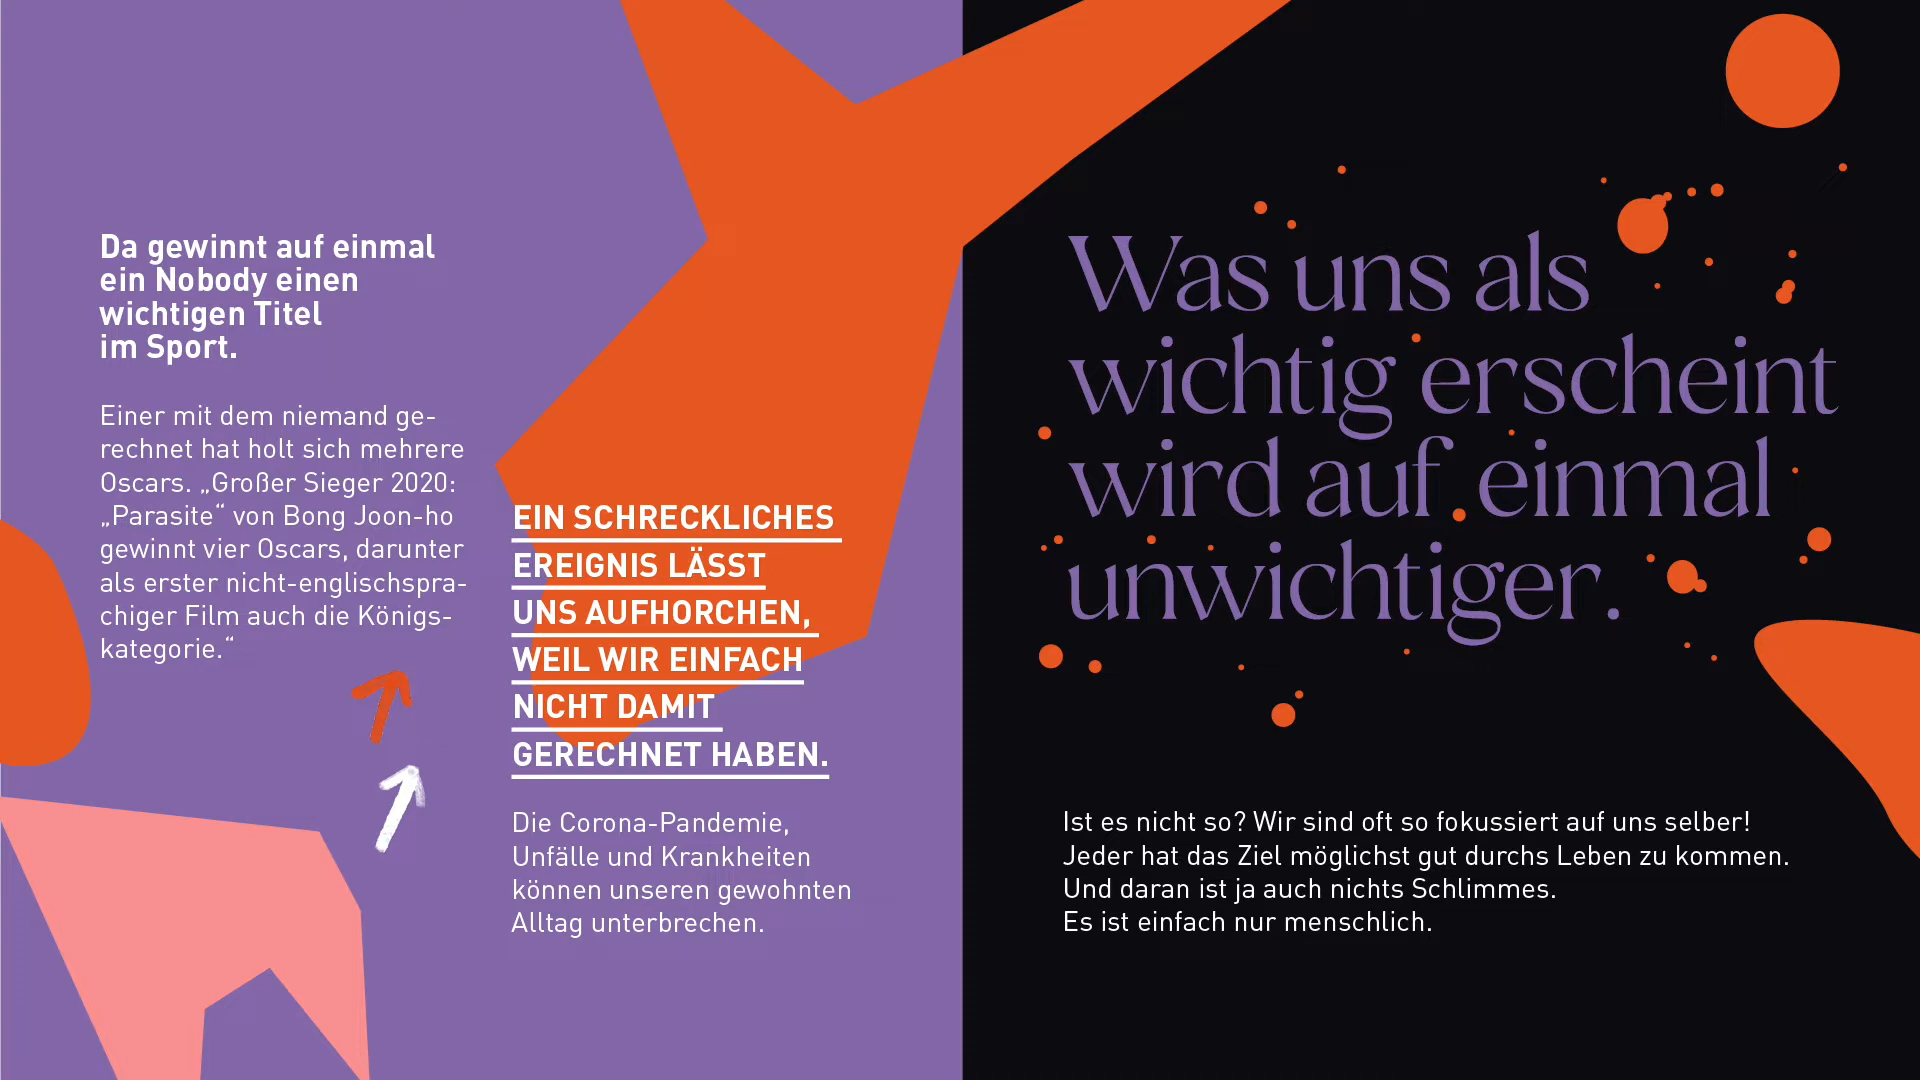 Da gewinnt auf einmal
ein Nobody einen
wichtigen Titel
im Sport.
Einer mit dem niemand ge-
rechnet hat holt sich mehrere
Oscars. „Großer Sieger 2020:
„Parasite“ von Bong Joon-ho
gewinnt vier Oscars, darunter
als erster nicht-englischspra-
chiger Film auch die Königs-
kategorie.“
EIN SCHRECKLICHES
EREIGNIS LÄSST
UNS AUFHORCHEN,
WEIL WIR EINFACH
NICHT DAMIT
GERECHNET HABEN.
Die Corona-Pandemie,
Unfälle und Krankheiten
können unseren gewohnten
Alltag unterbrechen.
Was uns als
wichtig erscheint
wird auf einmal
unwichtiger.
Ist es nicht so? Wir sind oft so fokussiert auf uns selber!
Jeder hat das Ziel möglichst gut durchs Leben zu kommen.
Und daran ist ja auch nichts Schlimmes.
Es ist einfach nur menschlich.